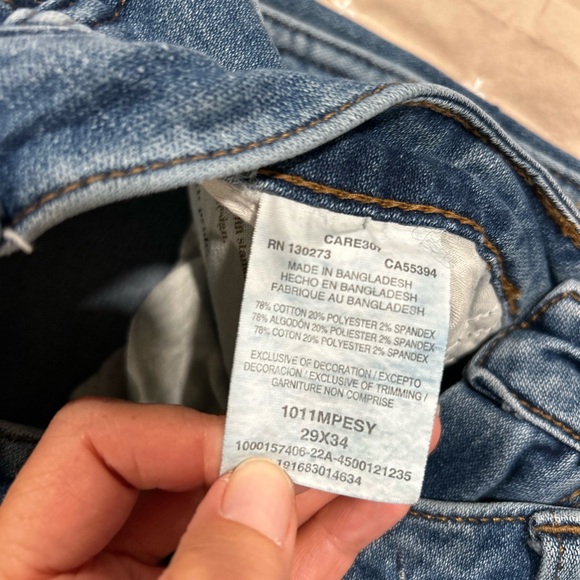 CARE30,
RN 130273 CA55394
MADE IN BANGLADESH
HECHO EN BANGLADESH
FABRIQUE AU BANGLADESH
78% COTTON 20% POLYESTER 2% SPANDEX
78% ALGODÓN 20% POLIESTER 2% SPANDEX
78% COTON 20% POLYESTER 2% SPANDEX
EXCLUSIVE OF DECORATION / EXCEPTO
DECORACION / EXCLUSIVE OF TRIMMING /
GARNITURE NON COMPRISE
1011MPESY
29X34
1000157406-22A-4500121235
191683014634